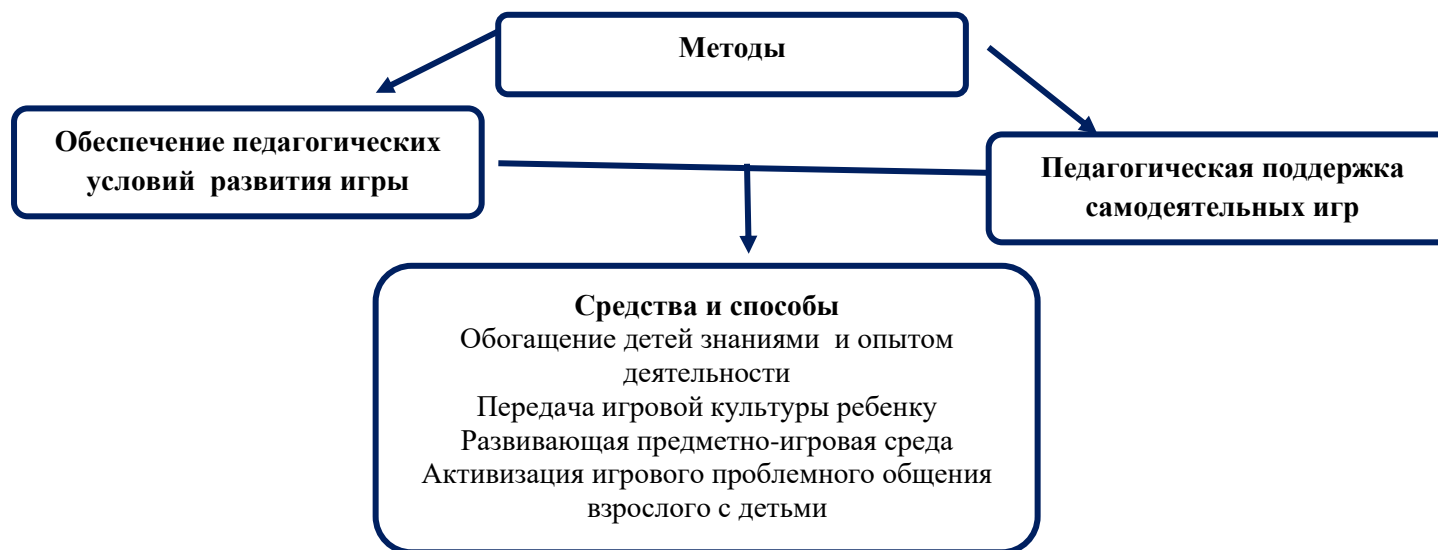 Методы
Обеспечение педагогических
условий развития игры
Педагогическая поддержка
самодеятельных игр
Средства и способы
Обогащение детей знаниями и опытом
деятельности
Передача игровой культуры ребенку
Развивающая предметно-игровая среда
Активизация игрового проблемного общения
взрослого с детьми